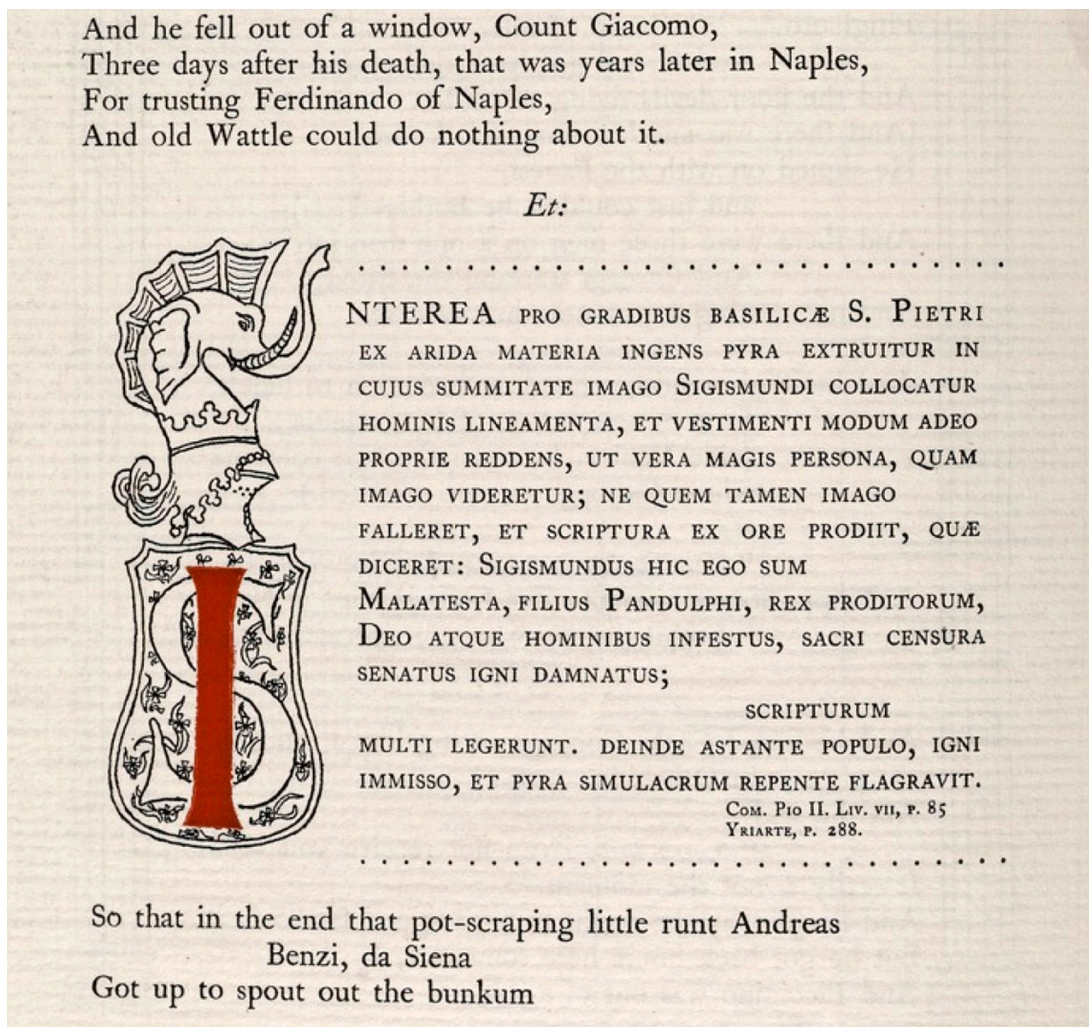 And he fell out of a window, Count Giacomo,
Three days after his death, that was years later in Naples,
For trusting Ferdinando of Naples,
And old Wattle could do nothing about it.
Et:
INTEREA PRO GRADIBUS BASILICÆ S. PIETRI
EX ARIDA MATERIA INGENS PYRA EXTRUITUR IN
CUJUS SUMMITATE IMAGO SIGISMUNDI COLLOCATUR
HOMINIS LINEAMENTA, ET VESTIMENTI MODUM ADEO
PROPRIE REDDENS, UT VERA MAGIS PERSONA, QUAM
IMAGO VIDERETUR; NE QUEM TAMEN IMAGO
FALLERET, ET SCRIPTURA EX ORE PRODIIT, QUÆ
DICERET: SIGISMUNDUS HIC EGO SUM
MALATESTA, FILIUS PANDULPHI, REX PRODITORUM,
DEO ATQUE HOMINIBUS INFESTUS, SACRI CENSURA
SENATUS IGNI DAMNATUS;
SCRIPTURUM
MULTI LEGERUNT. DEINDE ASTANTE POPULO, IGNI
IMMISSO, ET PYRA SIMULACRUM REPENTE FLAGRAVIT.
COM. PIO II. LIV. VII, P. 85
YRIARTE, P. 288.
So that in the end that pot-scraping little runt Andreas
Benzi, da Siena
Got up to spout out the bunkum